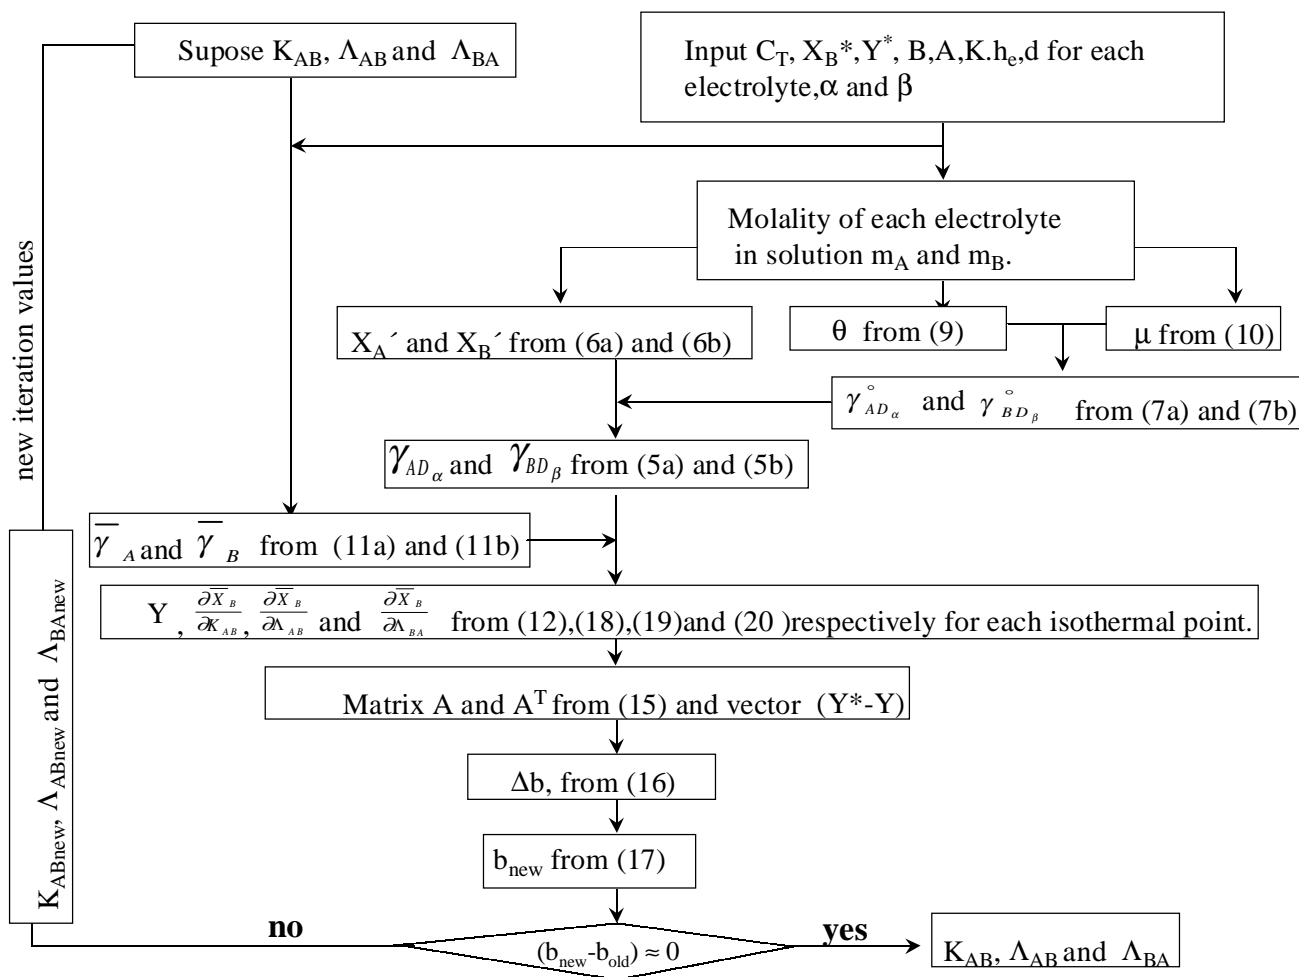 Supose K_AB, Λ_AB and Λ_BA
Input C_T, X_B*,Y*, B,A,K.h_e,d for each
electrolyte,α and β
Molality of each electrolyte
in solution m_A and m_B.
X_A´ and X_B´ from (6a) and (6b)
θ from (9)
μ from (10)
γ°_ADα and γ°_BDβ from (7a) and (7b)
γ_ADα and γ_BDβ from (5a) and (5b)
γ̅_A and γ̅_B from (11a) and (11b)
Y , ∂X̅_B/∂K_AB, ∂X̅_B/∂Λ_AB and ∂X̅_B/∂Λ_BA from (12),(18),(19)and (20 )respectively for each isothermal point.
Matrix A and A^T from (15) and vector (Y*-Y)
Δb, from (16)
b_new from (17)
(b_new-b_old) ≈ 0
no
yes
K_AB, Λ_AB and Λ_BA
K_ABnew, Λ_ABnew and Λ_BAnew
new iteration values